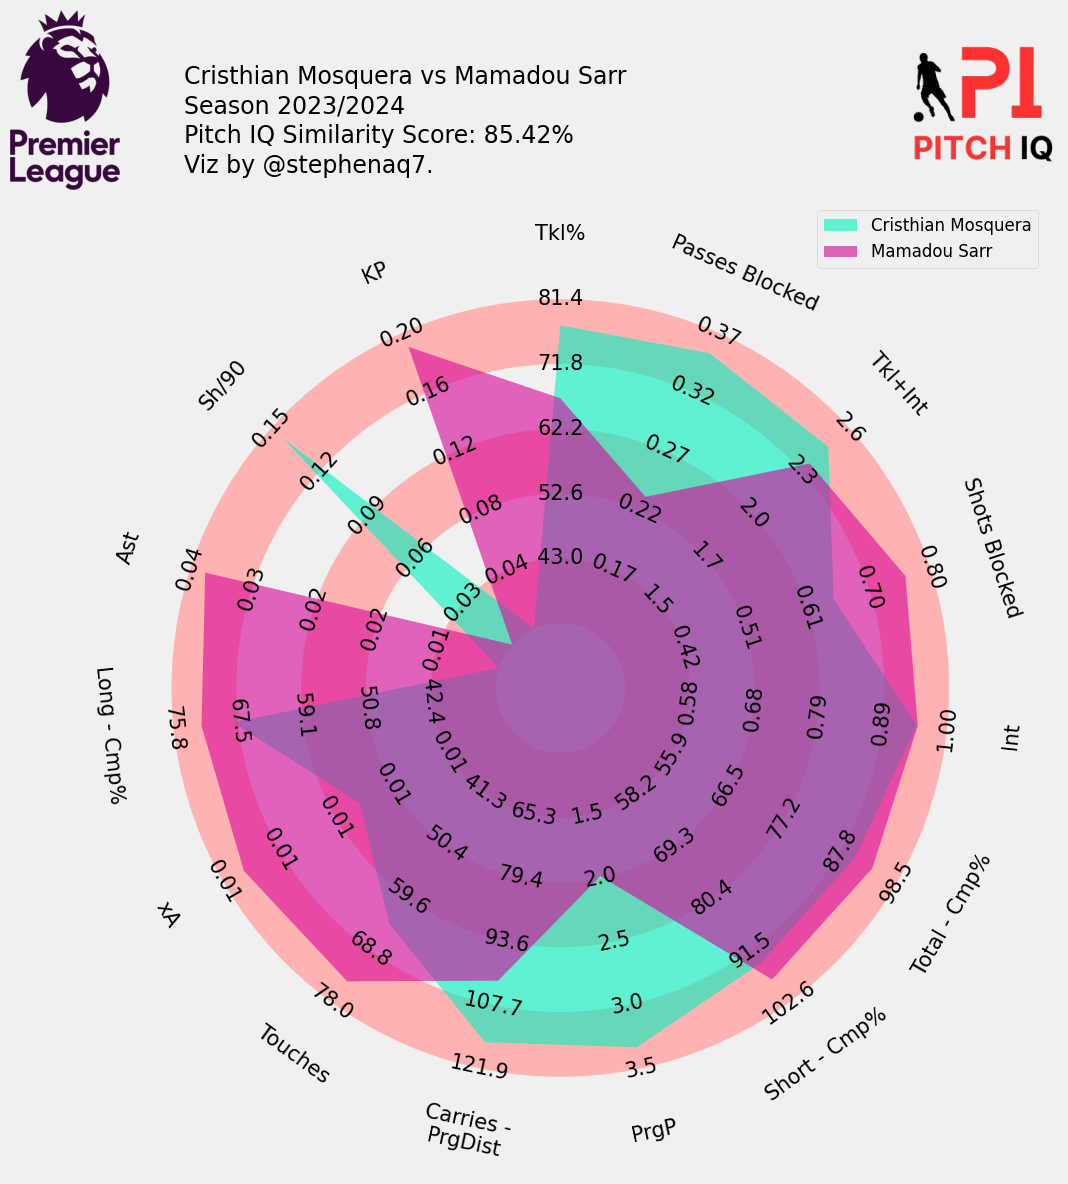 Cristhian Mosquera vs Mamadou Sarr
Season 2023/2024
Pitch IQ Similarity Score: 85.42%
Viz by @stephenaq7.
Premier
League
PI
PITCH IQ
Cristhian Mosquera
Mamadou Sarr
Tkl%
81.4
71.8
62.2
52.6
43.0
Passes Blocked
0.37
0.32
0.27
0.22
0.17
Tkl+Int
2.6
2.3
2.0
1.7
1.5
Shots Blocked
0.80
0.70
0.61
0.51
0.42
Int
1.00
0.89
0.79
0.68
0.58
Total - Cmp%
98.5
87.8
77.2
66.5
55.9
Short - Cmp%
102.6
91.5
80.4
69.3
58.2
PrgP
3.5
3.0
2.5
2.0
1.5
Carries -
PrgDist
121.9
107.7
93.6
79.4
65.3
Touches
78.0
68.8
59.6
50.4
41.3
xA
0.01
0.01
0.01
0.01
0.01
Long - Cmp%
75.8
67.5
59.1
50.8
42.4
Ast
0.04
0.03
0.02
0.02
0.01
Sh/90
0.15
0.12
0.09
0.06
0.03
KP
0.20
0.16
0.12
0.08
0.04